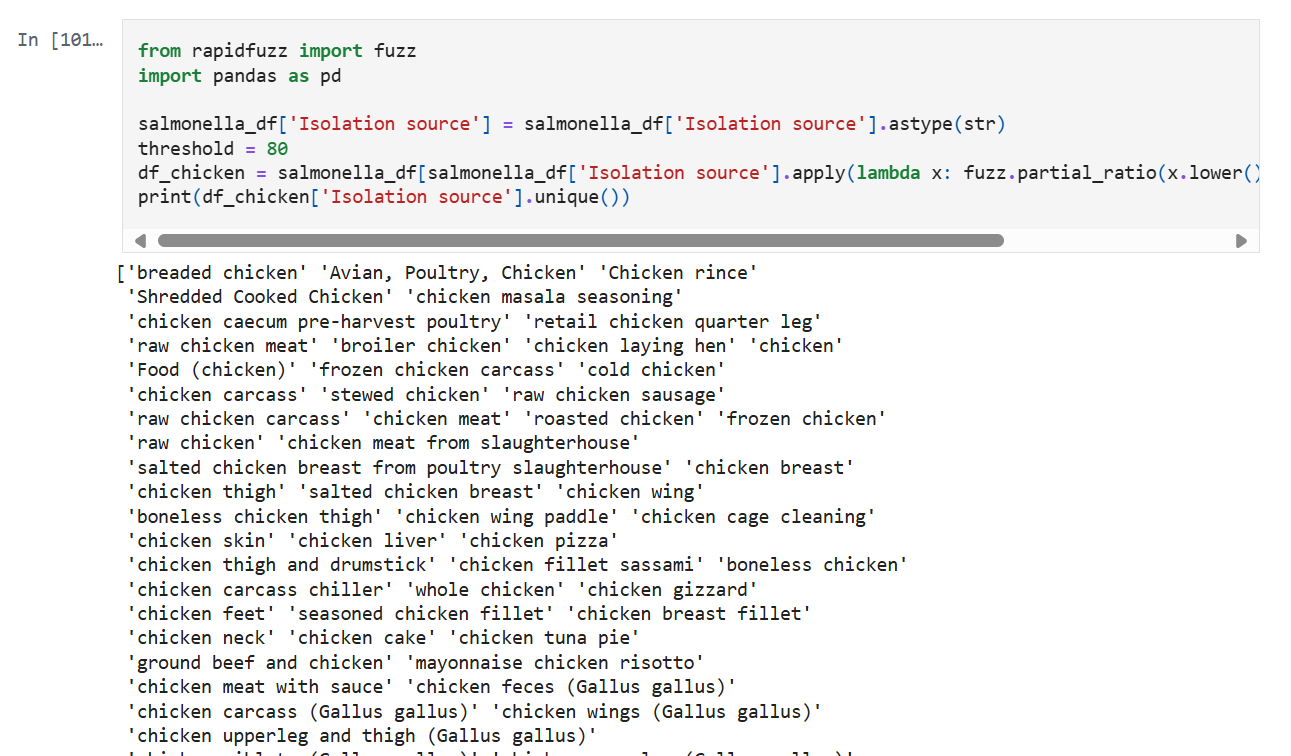 In [101…
from rapidfuzz import fuzz
import pandas as pd
salmonella_df['Isolation source'] = salmonella_df['Isolation source'].astype(str)
threshold = 80
df_chicken = salmonella_df[salmonella_df['Isolation source'].apply(lambda x: fuzz.partial_ratio(x.lower()
print(df_chicken['Isolation source'].unique())
['breaded chicken' 'Avian, Poultry, Chicken' 'Chicken rince'
'Shredded Cooked Chicken' 'chicken masala seasoning'
'chicken caecum pre-harvest poultry' 'retail chicken quarter leg'
'raw chicken meat' 'broiler chicken' 'chicken laying hen' 'chicken'
'Food (chicken)' 'frozen chicken carcass' 'cold chicken'
'chicken carcass' 'stewed chicken' 'raw chicken sausage'
'raw chicken carcass' 'chicken meat' 'roasted chicken' 'frozen chicken'
'raw chicken' 'chicken meat from slaughterhouse'
'salted chicken breast from poultry slaughterhouse' 'chicken breast'
'chicken thigh' 'salted chicken breast' 'chicken wing'
'boneless chicken thigh' 'chicken wing paddle' 'chicken cage cleaning'
'chicken skin' 'chicken liver' 'chicken pizza'
'chicken thigh and drumstick' 'chicken fillet sassami' 'boneless chicken'
'chicken carcass chiller' 'whole chicken' 'chicken gizzard'
'chicken feet' 'seasoned chicken fillet' 'chicken breast fillet'
'chicken neck' 'chicken cake' 'chicken tuna pie'
'ground beef and chicken' 'mayonnaise chicken risotto'
'chicken meat with sauce' 'chicken feces (Gallus gallus)'
'chicken carcass (Gallus gallus)' 'chicken wings (Gallus gallus)'
'chicken upperleg and thigh (Gallus gallus)'